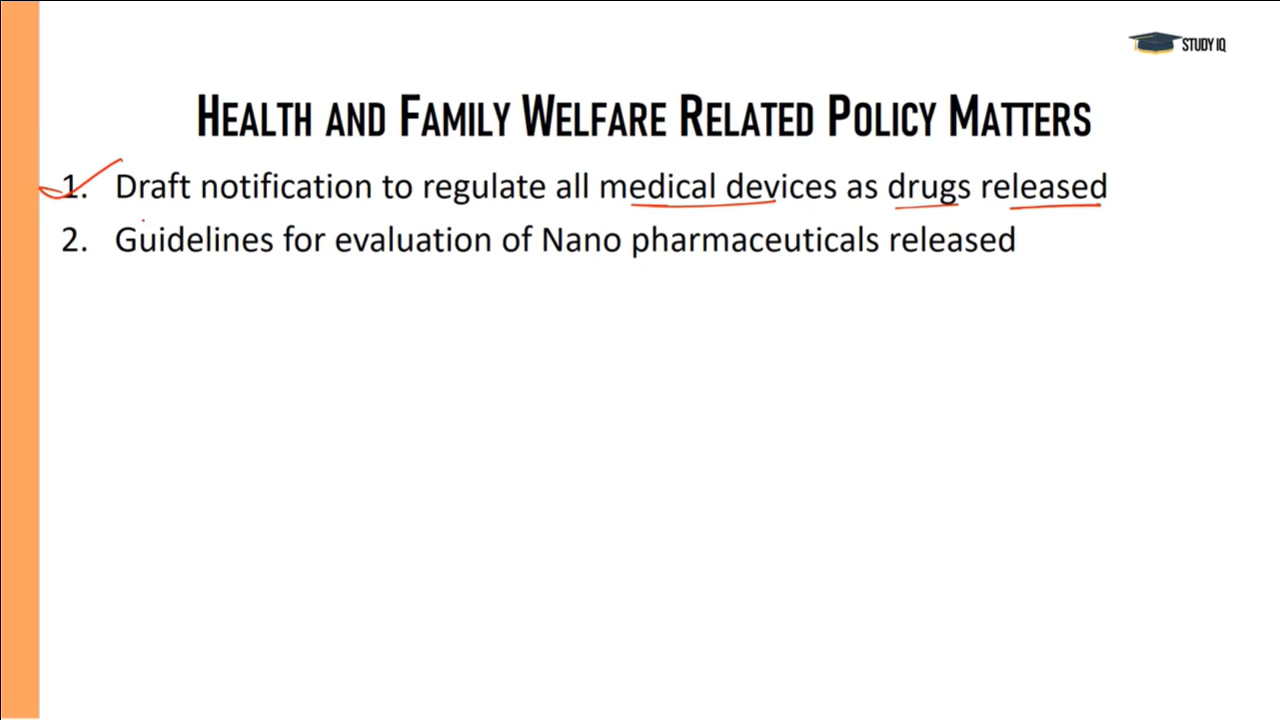 STUDY IQ
HEALTH AND FAMILY WELFARE RELATED POLICY MATTERS
1. Draft notification to regulate all medical devices as drugs released
2. Guidelines for evaluation of Nano pharmaceuticals released